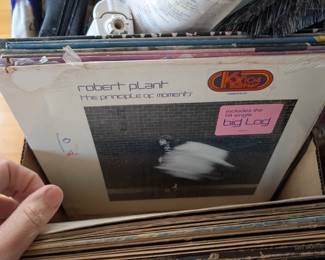 robert plant
the principle of moments
includes the
hit single
big log